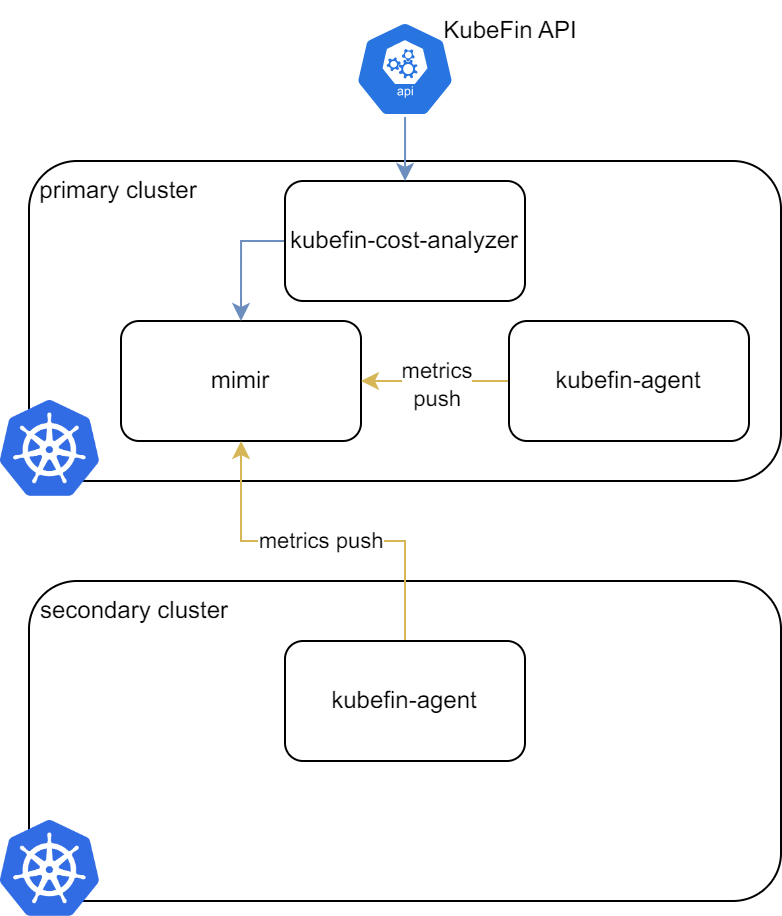 KubeFin API
api
primary cluster
kubefin-cost-analyzer
mimir
metrics
push
kubefin-agent
metrics push
secondary cluster
kubefin-agent